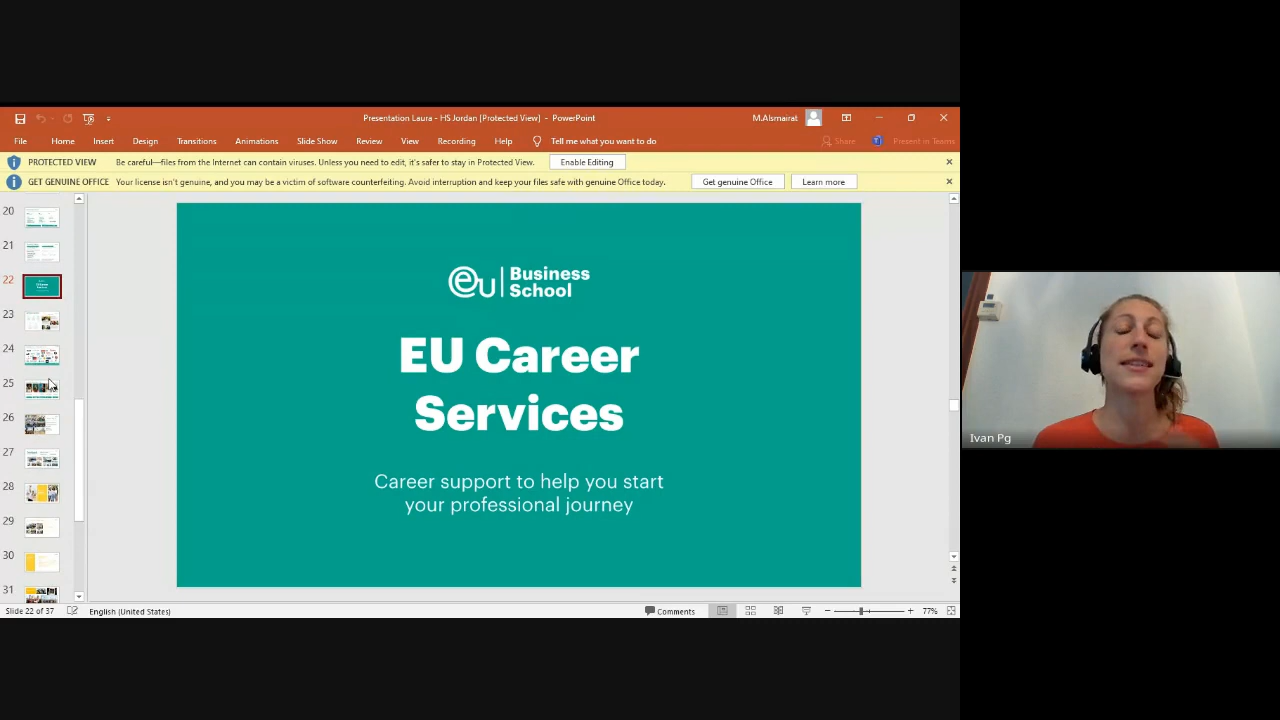 Presentation Laura - HS Jordan [Protected View] - PowerPoint
M.Alsmairat
File Home Insert Design Transitions Animations Slide Show Review View Recording Help Tell me what you want to do Share Present in Teams
PROTECTED VIEW Be careful—files from the Internet can contain viruses. Unless you need to edit, it's safer to stay in Protected View. Enable Editing
GET GENUINE OFFICE Your license isn't genuine, and you may be a victim of software counterfeiting. Avoid interruption and keep your files safe with genuine Office today. Get genuine Office Learn more
20
21
22
23
24
25
26
27
28
29
30
31
eu Business
School
EU Career
Services
Career support to help you start
your professional journey
Ivan Pg
Slide 22 of 37 English (United States) Comments 77%